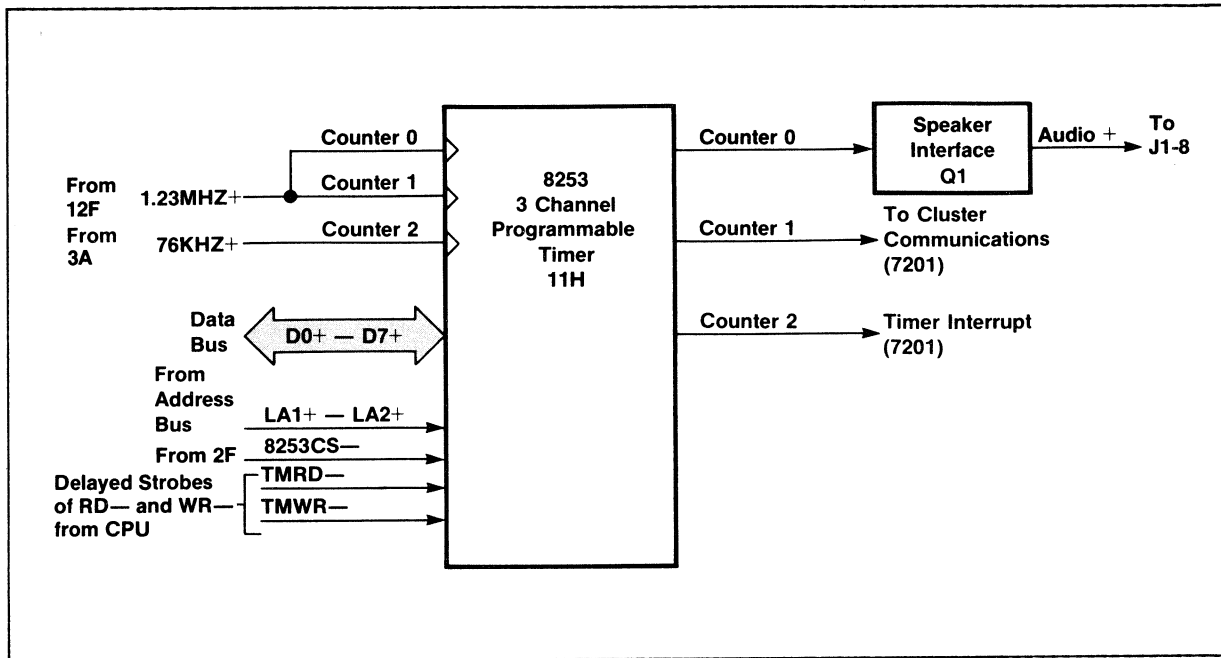 Counter 0
Counter 1
Counter 2
From
12F
1.23MHZ+
From
3A
76KHZ+
Data
Bus
D0+ — D7+
From
Address
Bus
LA1+ — LA2+
From 2F
8253CS—
Delayed Strobes
of RD— and WR—
from CPU
TMRD—
TMWR—
8253
3 Channel
Programmable
Timer
11H
Counter 0
Speaker
Interface
Q1
Audio +
To
J1-8
Counter 1
To Cluster
Communications
(7201)
Counter 2
Timer Interrupt
(7201)